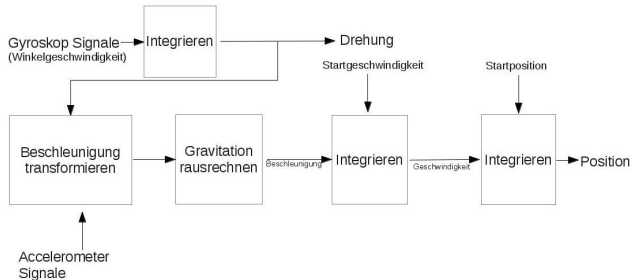 Gyroskop Signale
(Winkelgeschwindigkeit)
Integrieren
Drehung
Startgeschwindigkeit
Startposition
Beschleunigung
transformieren
Gravitation
rausrechnen
Beschleunigung
Integrieren
Geschwindigkeit
Integrieren
Position
Accelerometer
Signale